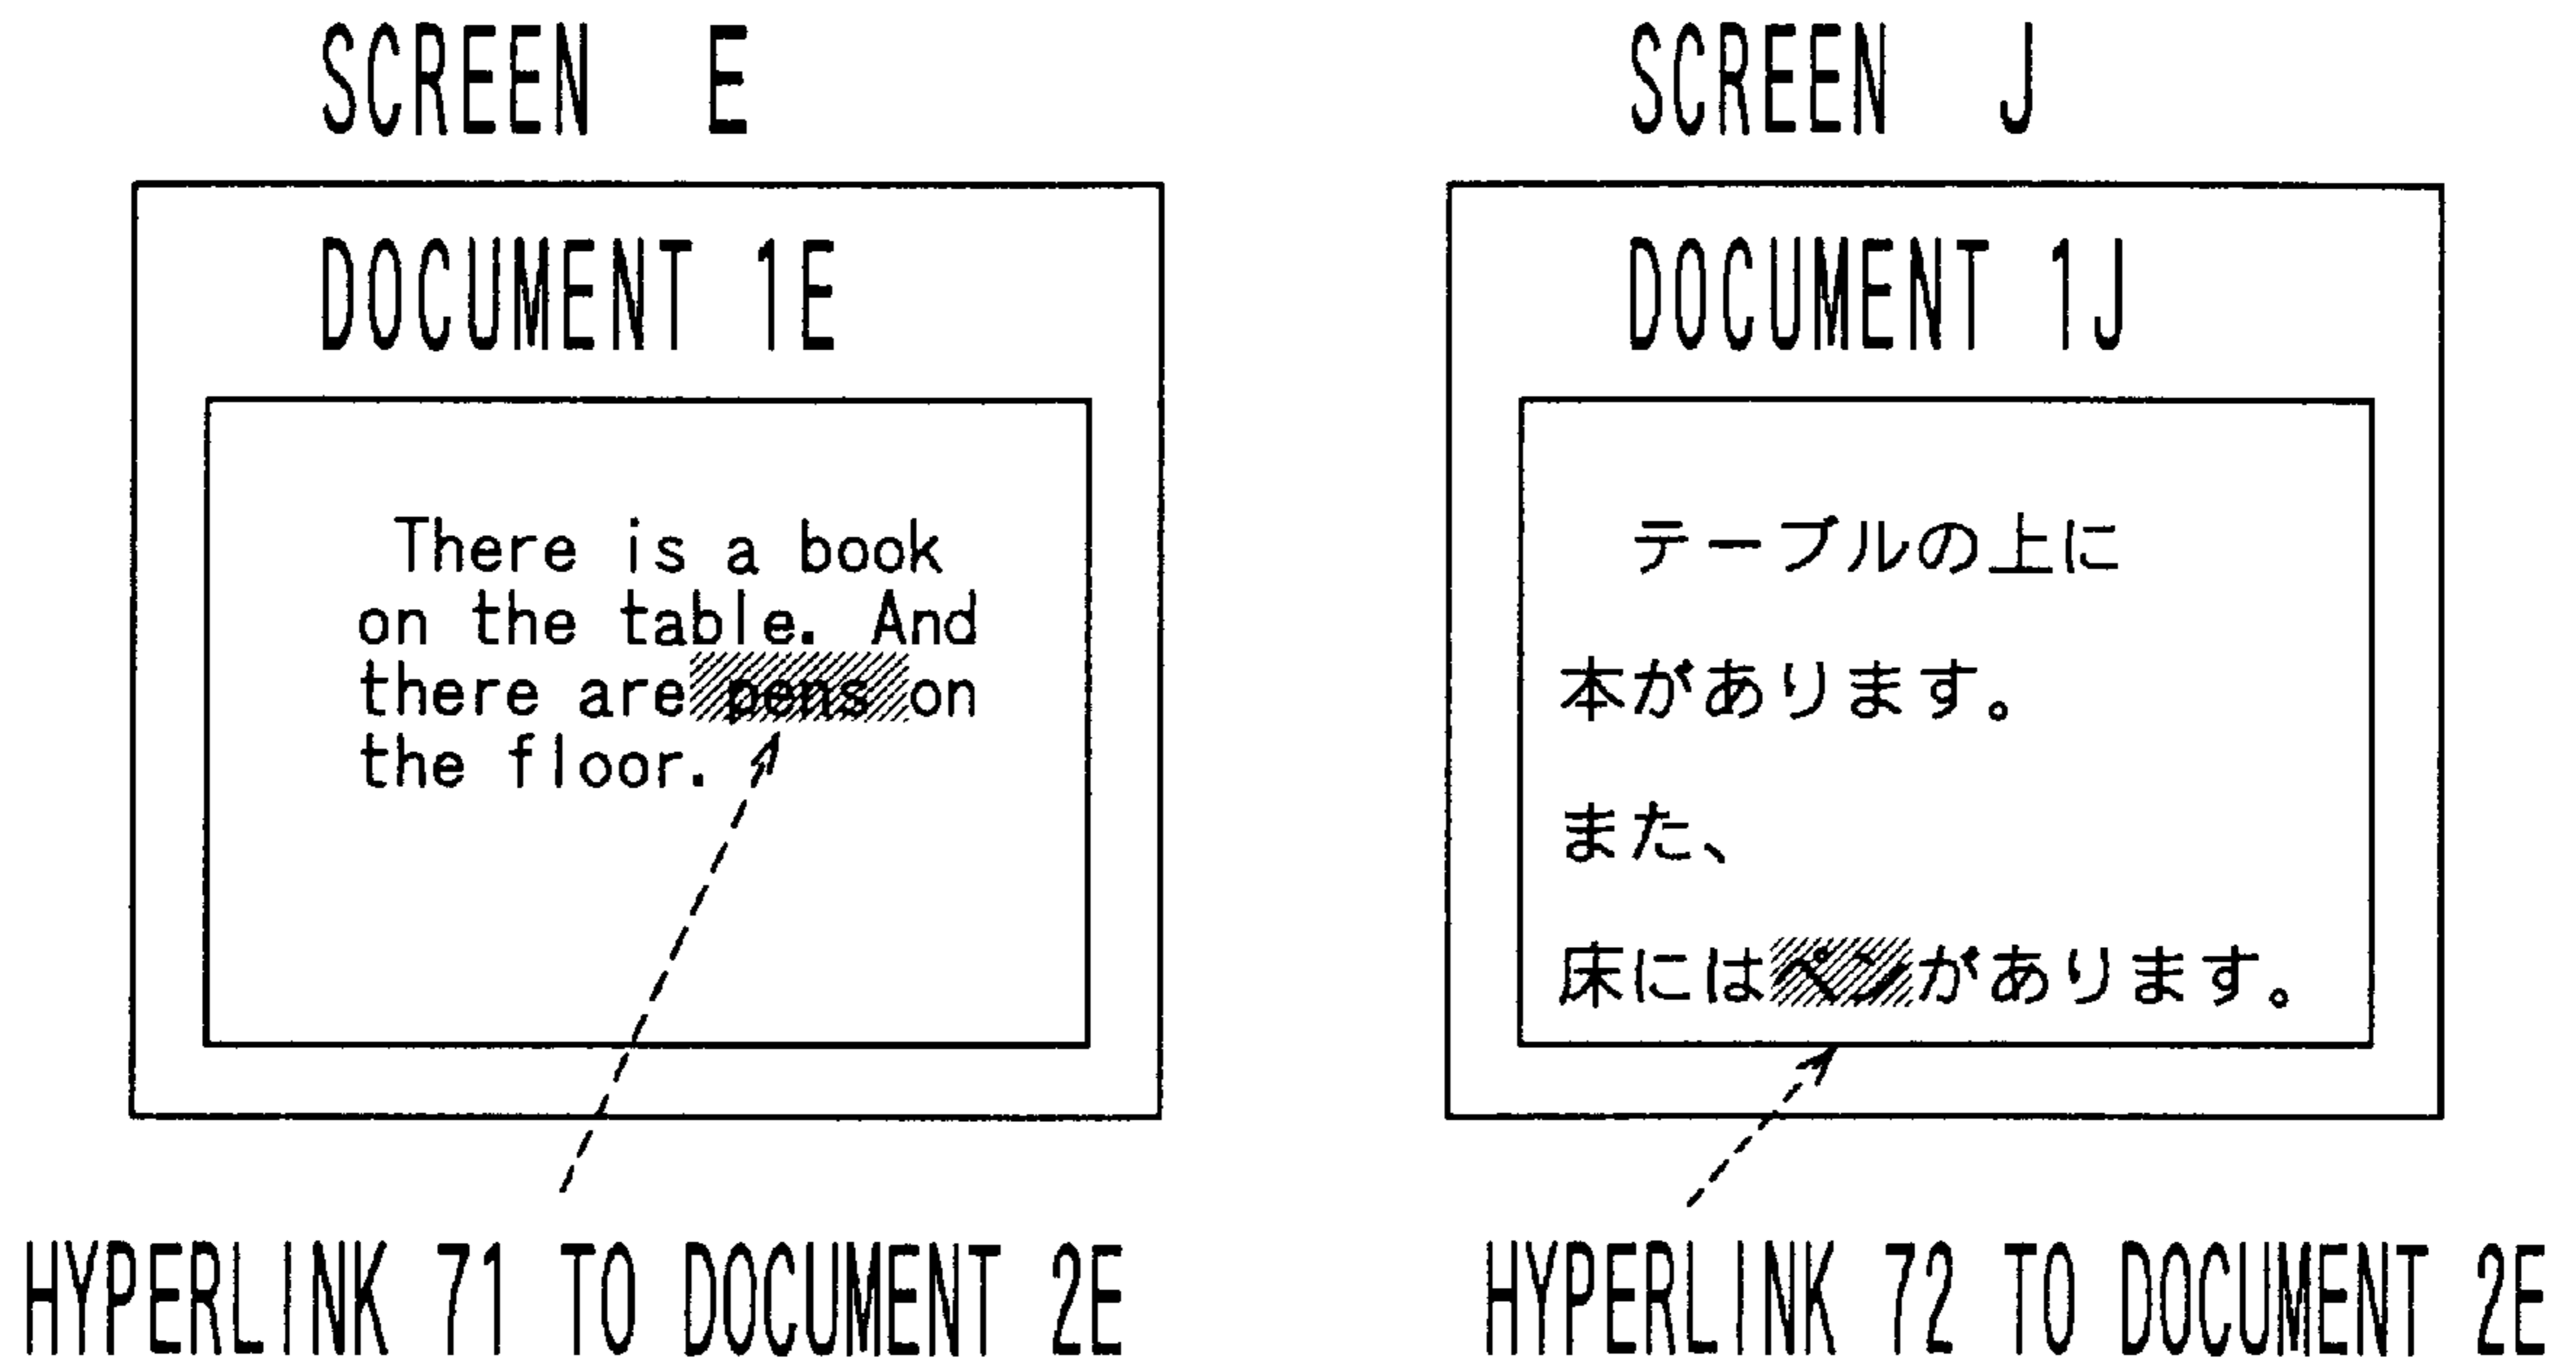 SCREEN E
DOCUMENT 1E
There is a book
on the table. And
there are pens on
the floor.
HYPERLINK 71 TO DOCUMENT 2E
SCREEN J
DOCUMENT 1J
テーブルの上に
本があります。
また、
床にはペンがあります。
HYPERLINK 72 TO DOCUMENT 2E